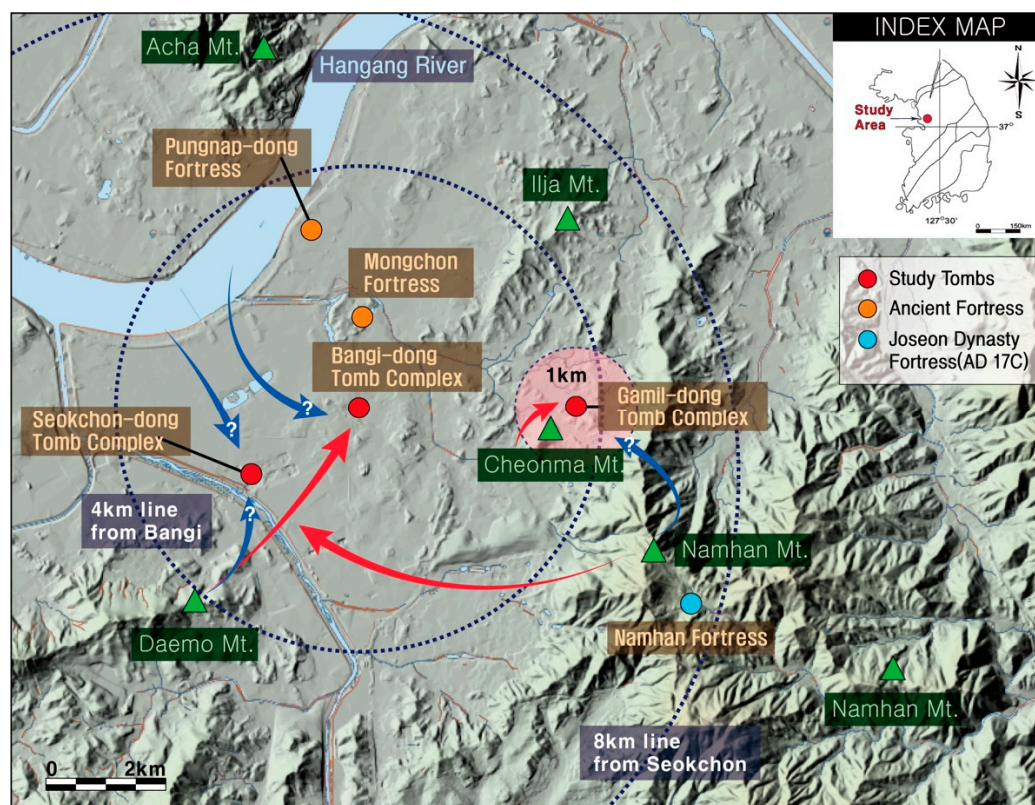 Acha Mt.
Hangang River
INDEX MAP
N
S
Study
Area
37°
127°30'
0 150km
Pungnap-dong
Fortress
Ilja Mt.
Mongchon
Fortress
Study Tombs
Ancient Fortress
Joseon Dynasty
Fortress(AD 17C)
Bangi-dong
Tomb Complex
1km
Gamil-dong
Tomb Complex
Seokchon-dong
Tomb Complex
?
?
?
?
Cheonma Mt.
4km line
from Bangi
Namhan Mt.
Daemo Mt.
Namhan Fortress
Namhan Mt.
8km line
from Seokchon
0 2km